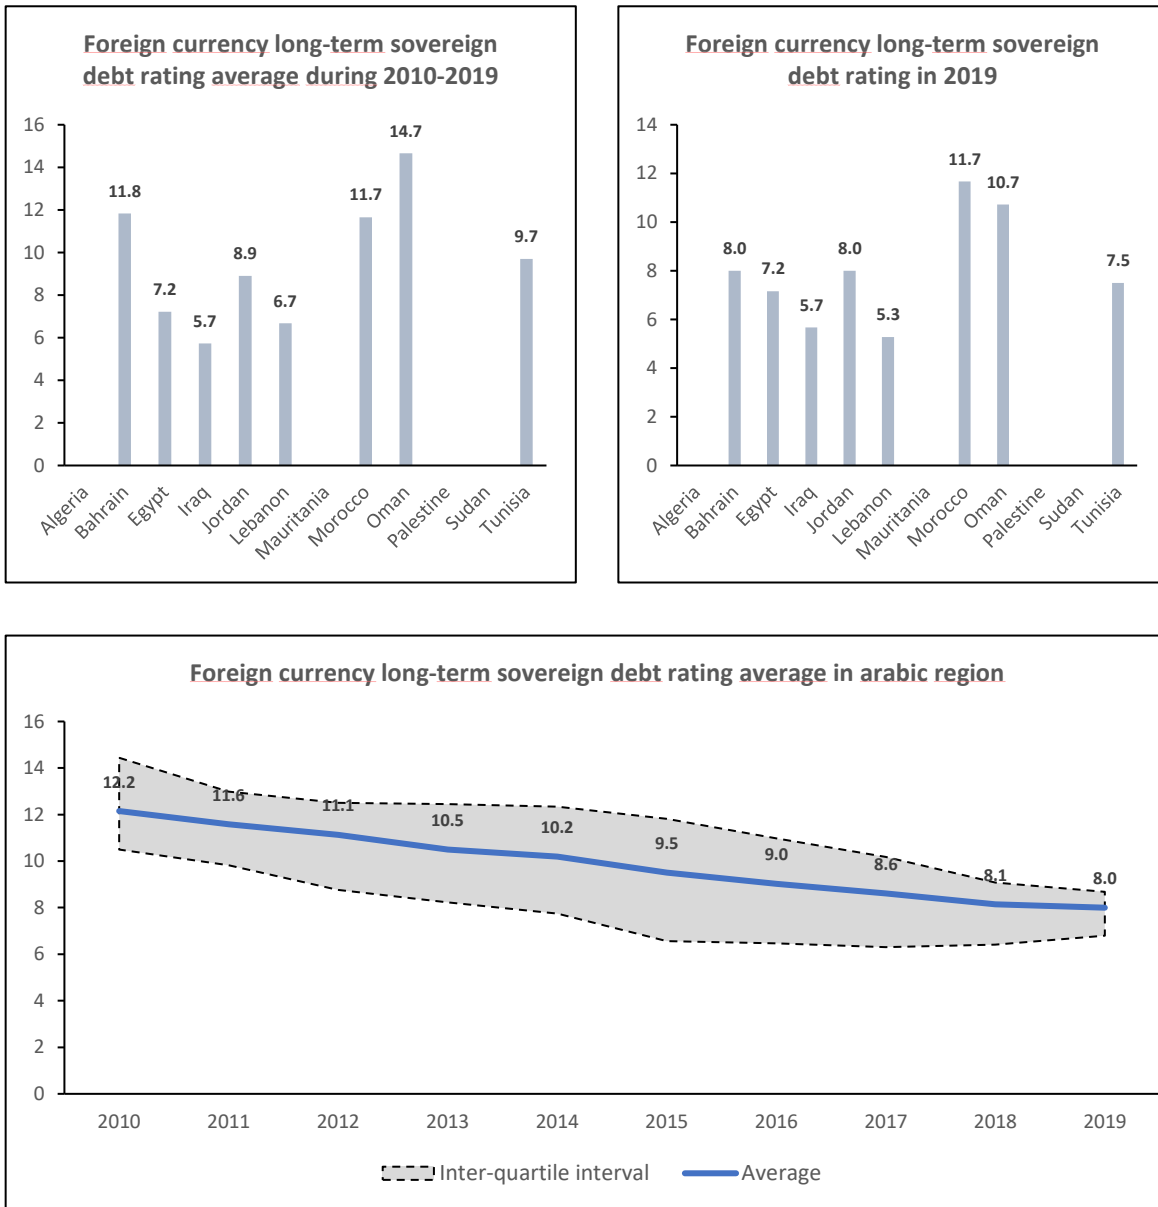 Foreign currency long-term sovereign
debt rating average during 2010-2019
16
14
12
10
8
6
4
2
0
11.8
7.2
5.7
8.9
6.7
11.7
14.7
9.7
Algeria
Bahrain
Egypt
Iraq
Jordan
Lebanon
Mauritania
Morocco
Oman
Palestine
Sudan
Tunisia
Foreign currency long-term sovereign
debt rating in 2019
14
12
10
8
6
4
2
0
8.0
7.2
5.7
8.0
5.3
11.7
10.7
7.5
Algeria
Bahrain
Egypt
Iraq
Jordan
Lebanon
Mauritania
Morocco
Oman
Palestine
Sudan
Tunisia
Foreign currency long-term sovereign debt rating average in arabic region
16
14
12
10
8
6
4
2
0
12.2
11.6
11.1
10.5
10.2
9.5
9.0
8.6
8.1
8.0
2010 2011 2012 2013 2014 2015 2016 2017 2018 2019
Inter-quartile interval Average